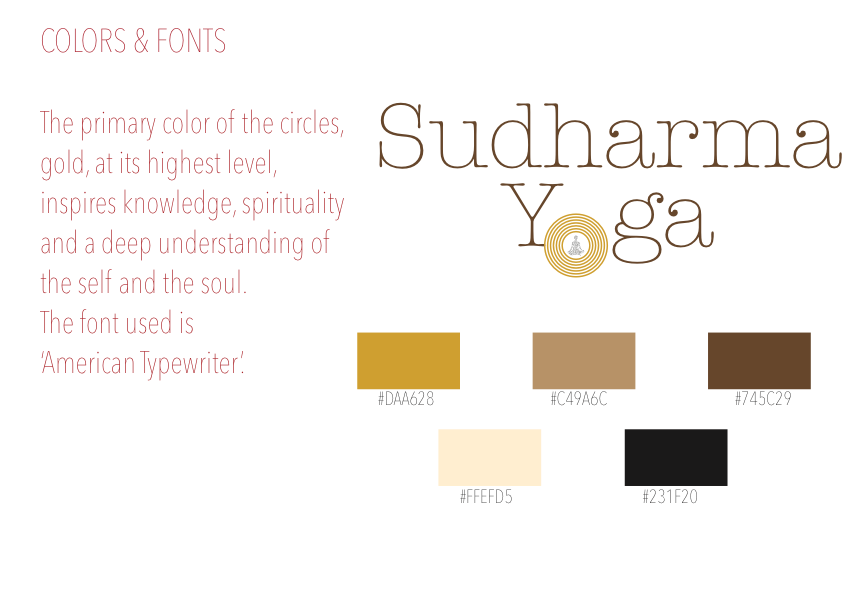 COLORS & FONTS
The primary color of the circles,
gold, at its highest level,
inspires knowledge, spirituality
and a deep understanding of
the self and the soul.
The font used is
‘American Typewriter’.
Sudharma
Yoga
#DAA628
#C49A6C
#745C29
#FFEFD5
#231F20